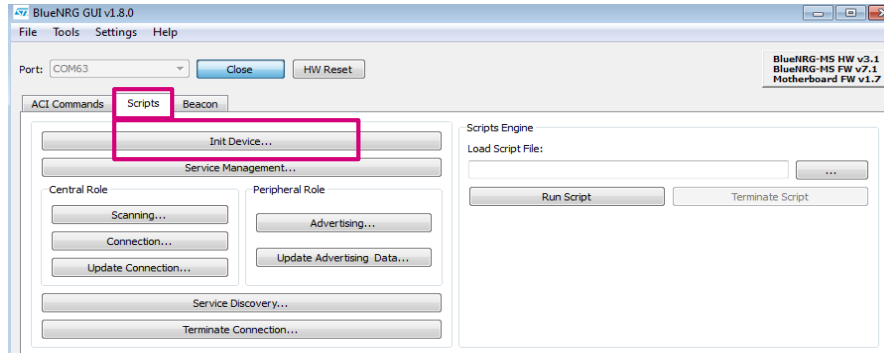 BlueNRG GUI v1.8.0
File Tools Settings Help
Port: COM63 Close HW Reset
BlueNRG-MS HW v3.1
BlueNRG-MS FW v7.1
Motherboard FW v1.7
ACI Commands Scripts Beacon
Init Device...
Service Management...
Central Role
Scanning...
Connection...
Update Connection...
Peripheral Role
Advertising...
Update Advertising Data...
Service Discovery...
Terminate Connection...
Scripts Engine
Load Script File:
...
Run Script Terminate Script